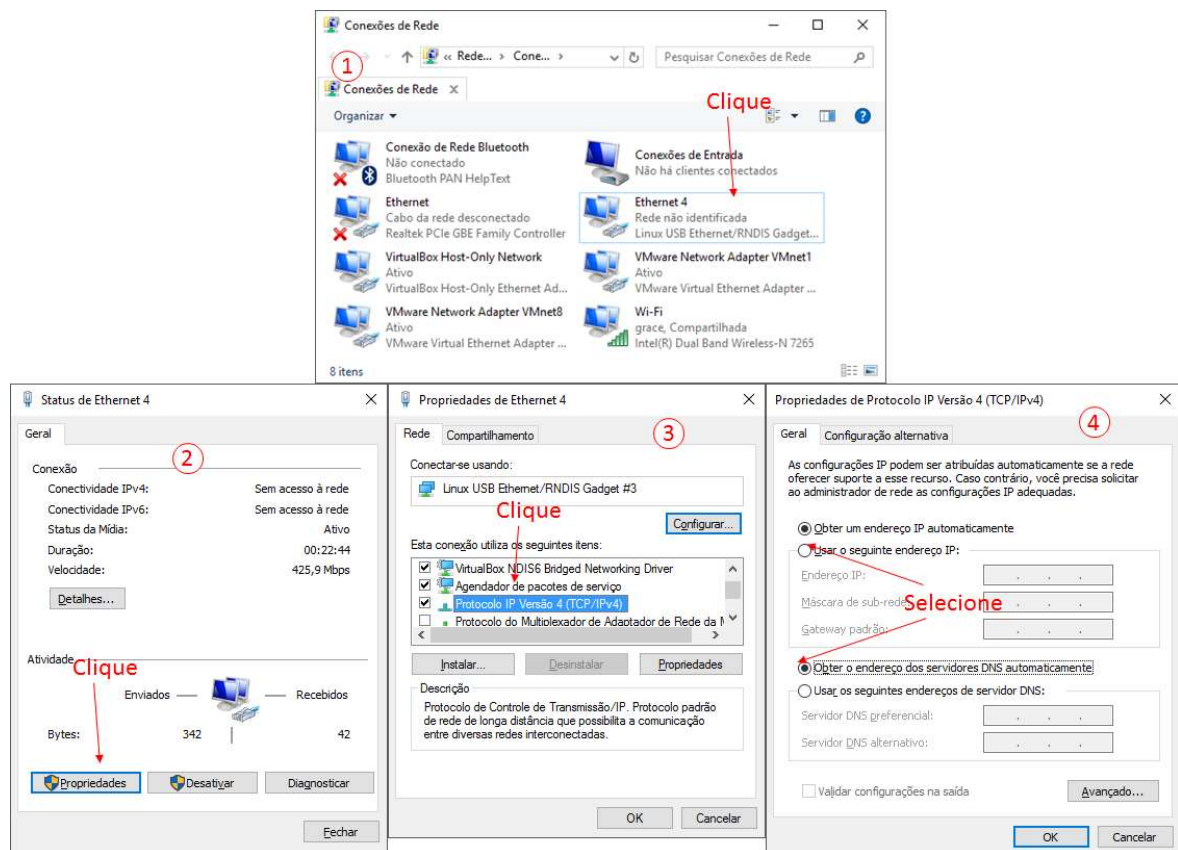 Conexões de Rede
« Rede... > Cone... >
Pesquisar Conexões de Rede
1
Conexões de Rede X
Clique
Organizar
Conexão de Rede Bluetooth
Não conectado
Bluetooth PAN HelpText
Conexões de Entrada
Não há clientes conectados
Ethernet
Cabo da rede desconectado
Realtek PCIe GBE Family Controller
Ethernet 4
Rede não identificada
Linux USB Ethernet/RNDIS Gadget...
VirtualBox Host-Only Network
Ativo
VirtualBox Host-Only Ethernet Ad...
VMware Network Adapter VMnet1
Ativo
VMware Virtual Ethernet Adapter ...
VMware Network Adapter VMnet8
Ativo
VMware Virtual Ethernet Adapter ...
Wi-Fi
grace, Compartilhada
Intel(R) Dual Band Wireless-N 7265
8 itens
Status de Ethernet 4
Geral
2
Conexão
Conectividade IPv4: Sem acesso à rede
Conectividade IPv6: Sem acesso à rede
Status da Mídia: Ativo
Duração: 00:22:44
Velocidade: 425,9 Mbps
Detalhes...
Atividade
Clique
Enviados — — Recebidos
Bytes: 342 42
Propriedades Desativar Diagnosticar
Fechar
Propriedades de Ethernet 4
Rede Compartilhamento
3
Conectar-se usando:
Linux USB Ethernet/RNDIS Gadget #3
Clique
Configurar...
Esta conexão utiliza os seguintes itens:
VirtualBox NDIS6 Bridged Networking Driver
Agendador de pacotes de serviço
Protocolo IP Versão 4 (TCP/IPv4)
Protocolo do Multiplexador de Adaptador de Rede da
Instalar... Desinstalar Propriedades
Descrição
Protocolo de Controle de Transmissão/IP. Protocolo padrão
de rede de longa distância que possibilita a comunicação
entre diversas redes interconectadas.
OK Cancelar
Propriedades de Protocolo IP Versão 4 (TCP/IPv4)
4
Geral Configuração alternativa
As configurações IP podem ser atribuídas automaticamente se a rede
oferecer suporte a esse recurso. Caso contrário, você precisa solicitar
ao administrador de rede as configurações IP adequadas.
Obter um endereço IP automaticamente
Usar o seguinte endereço IP:
Endereço IP:
Máscara de sub-rede:
Selecione
Gateway padrão:
Obter o endereço dos servidores DNS automaticamente
Usar os seguintes endereços de servidor DNS:
Servidor DNS preferencial:
Servidor DNS alternativo:
Validar configurações na saída
Avançado...
OK Cancelar